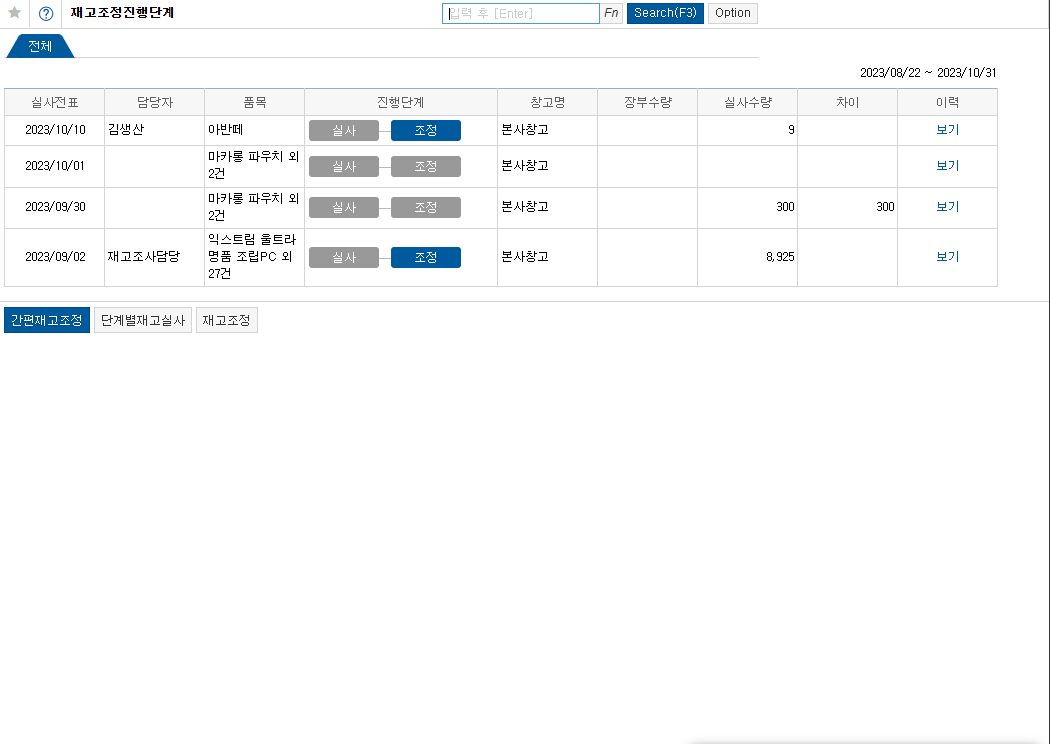 재고조정진행단계 입력 후 [Enter] Fn Search(F3) Option
전체
2023/08/22 ~ 2023/10/31
실사전표 담당자 품목 진행단계 창고명 장부수량 실사수량 차이 이력
2023/10/10 김생산 아반떼 실사 조정 본사창고 9 보기
2023/10/01 마카롱 파우치 외 실사 조정 본사창고 보기
2건
2023/09/30 마카롱 파우치 외 실사 조정 본사창고 300 300 보기
2건
익스트림 울트라
2023/09/02 재고조사담당 명품 조립PC 외 실사 조정 본사창고 8,925 보기
27건
간편재고조정 단계별재고실사 재고조정